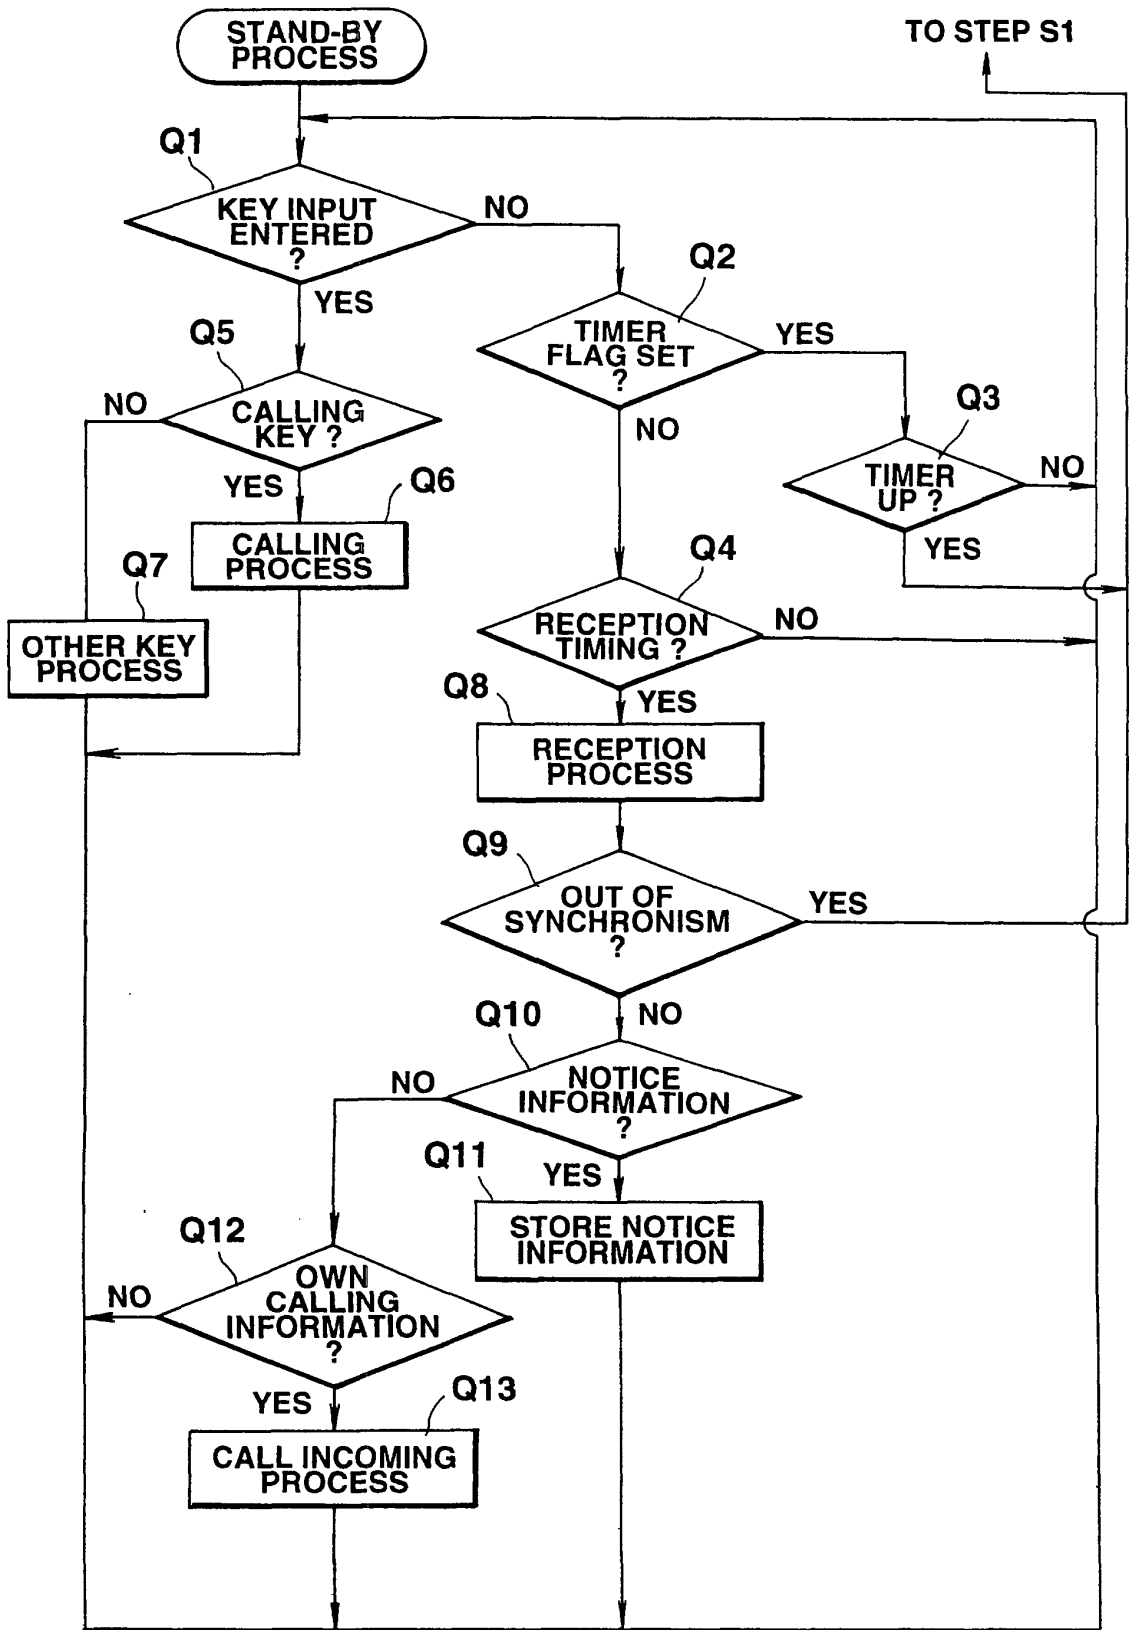 STAND-BY
PROCESS
TO STEP S1
Q1
KEY INPUT
ENTERED
?
NO
YES
Q2
TIMER
FLAG SET
?
YES
NO
Q5
CALLING
KEY ?
NO
YES
Q3
TIMER
UP ?
NO
YES
Q6
CALLING
PROCESS
Q7
OTHER KEY
PROCESS
Q4
RECEPTION
TIMING ?
NO
YES
Q8
RECEPTION
PROCESS
Q9
OUT OF
SYNCHRONISM
?
YES
NO
Q10
NOTICE
INFORMATION
?
NO
YES
Q11
STORE NOTICE
INFORMATION
Q12
OWN
CALLING
INFORMATION
?
NO
YES
Q13
CALL INCOMING
PROCESS